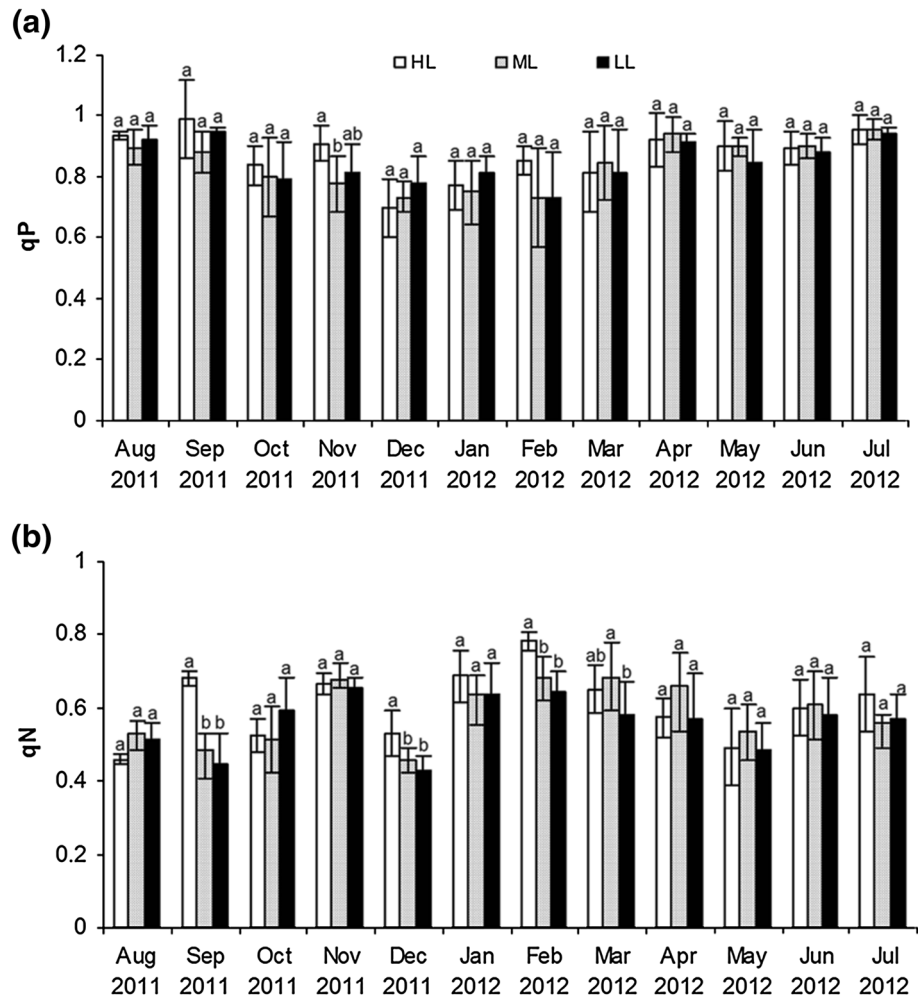 (a)
1.2
HL ML LL
a
a a a a a a a a a a ab a a a a a a a a a a a a a a a a a a a a a a a a
b
1
0.8
0.6
0.4
0.2
0
qP
Aug Sep Oct Nov Dec Jan Feb Mar Apr May Jun Jul
2011 2011 2011 2011 2011 2012 2012 2012 2012 2012 2012 2012
(b)
1
0.8
0.6
0.4
0.2
0
qN
a a a a b b a a a a a a a b b a a a a b b ab a b a a a a a a a a a a a a
Aug Sep Oct Nov Dec Jan Feb Mar Apr May Jun Jul
2011 2011 2011 2011 2011 2012 2012 2012 2012 2012 2012 2012